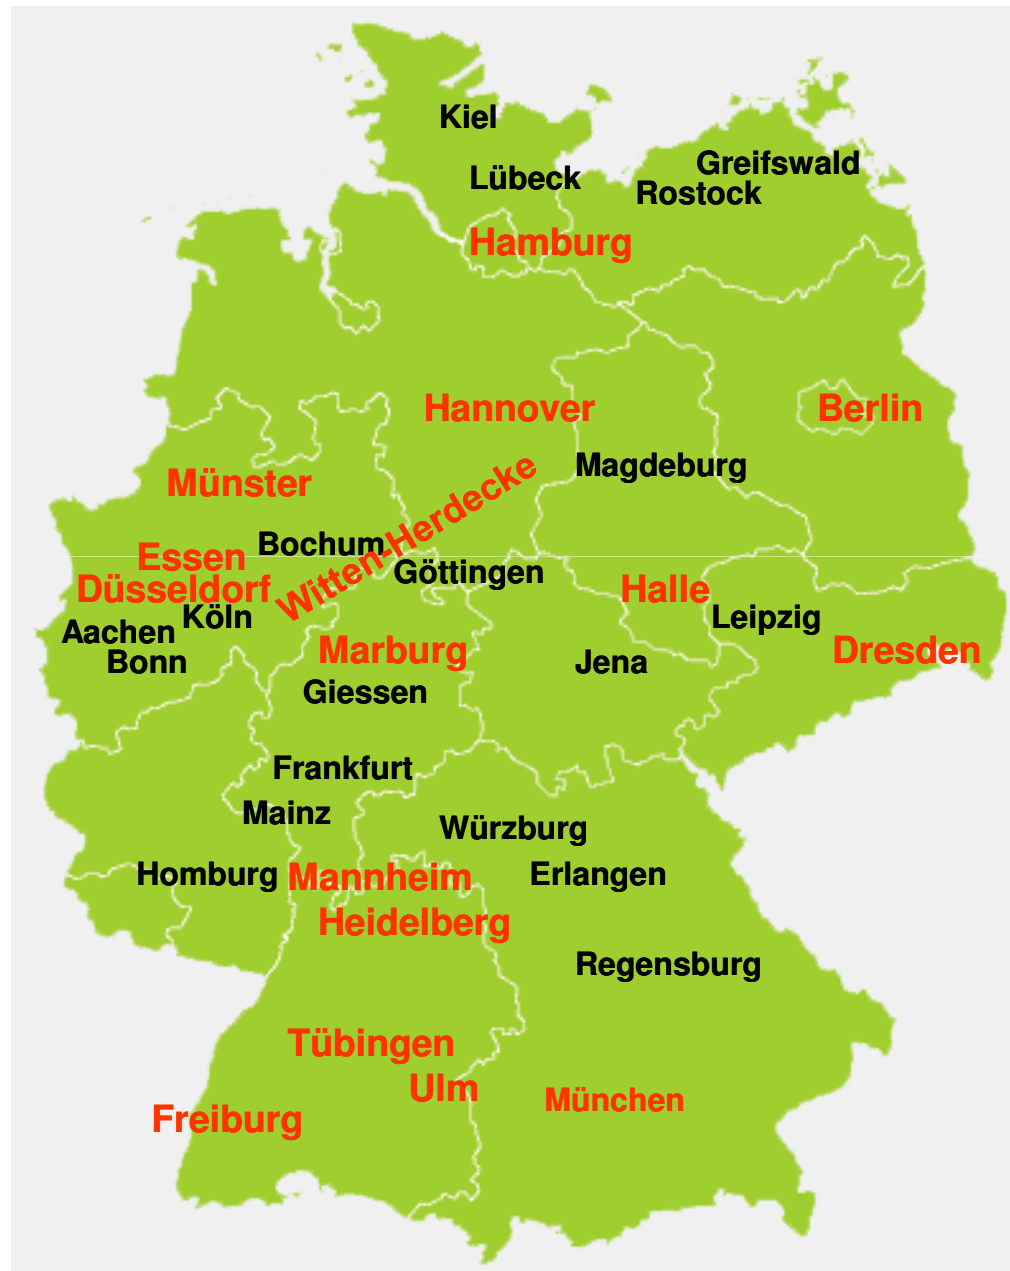 Kiel
Lübeck
Greifswald
Rostock
Hamburg
Hannover
Berlin
Magdeburg
Münster
Witten-Herdecke
Bochum
Essen
Göttingen
Düsseldorf
Halle
Köln
Leipzig
Aachen
Marburg
Dresden
Bonn
Jena
Giessen
Frankfurt
Mainz
Würzburg
Homburg
Mannheim
Erlangen
Heidelberg
Regensburg
Tübingen
Ulm
München
Freiburg